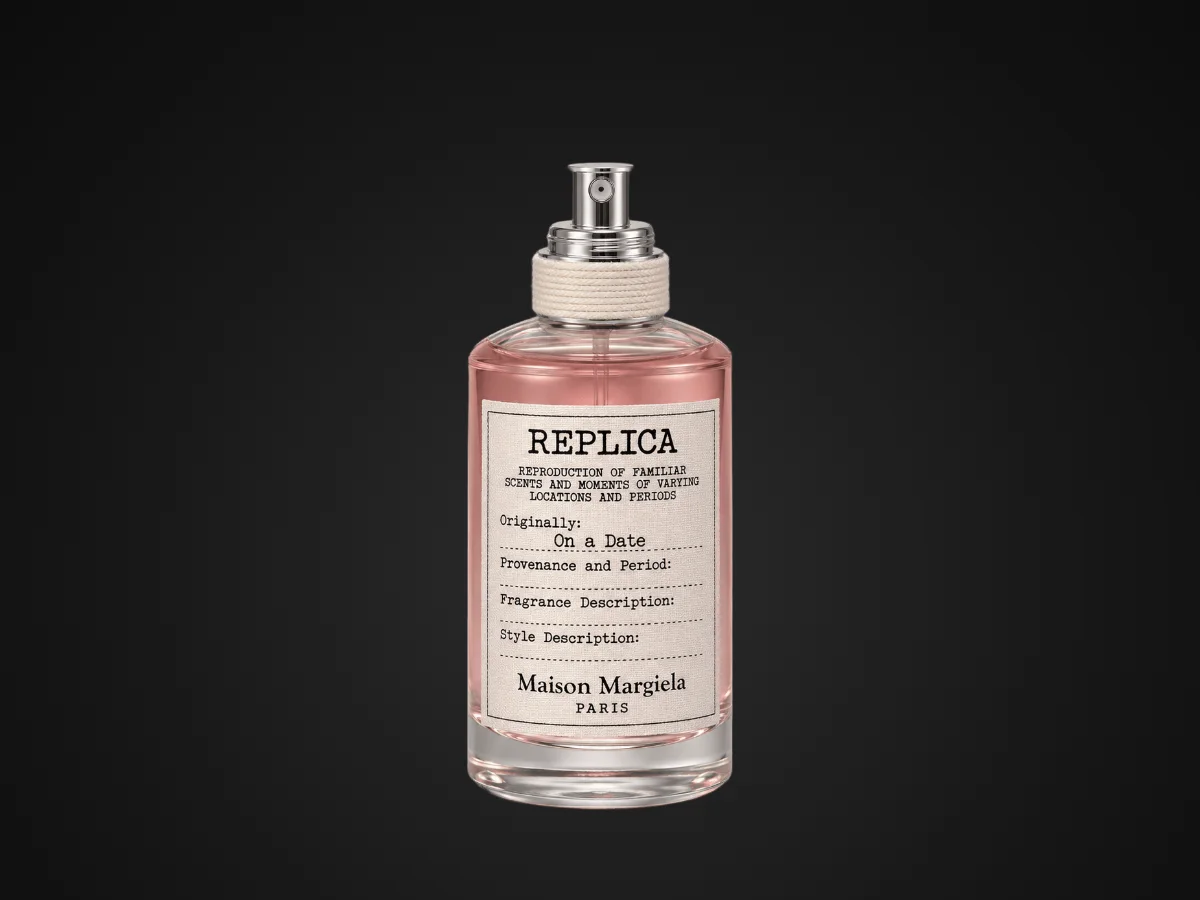 REPLICA
REPRODUCTION OF FAMILIAR
SCENTS AND MOMENTS OF VARYING
LOCATIONS AND PERIODS
Originally:
On a Date
Provenance and Period:
Fragrance Description:
Style Description:
Maison Margiela
PARIS